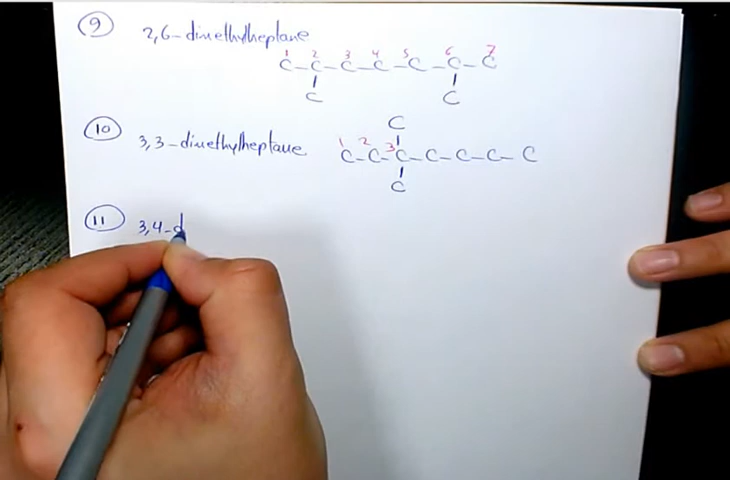 9 2,6-dimethylheptane
1 2 3 4 5 6 7
C-C-C-C-C-C-C
C C
C
10 3,3-dimethylheptane
1 2 3
C-C-C-C-C-C-C
C
11 3,4-d